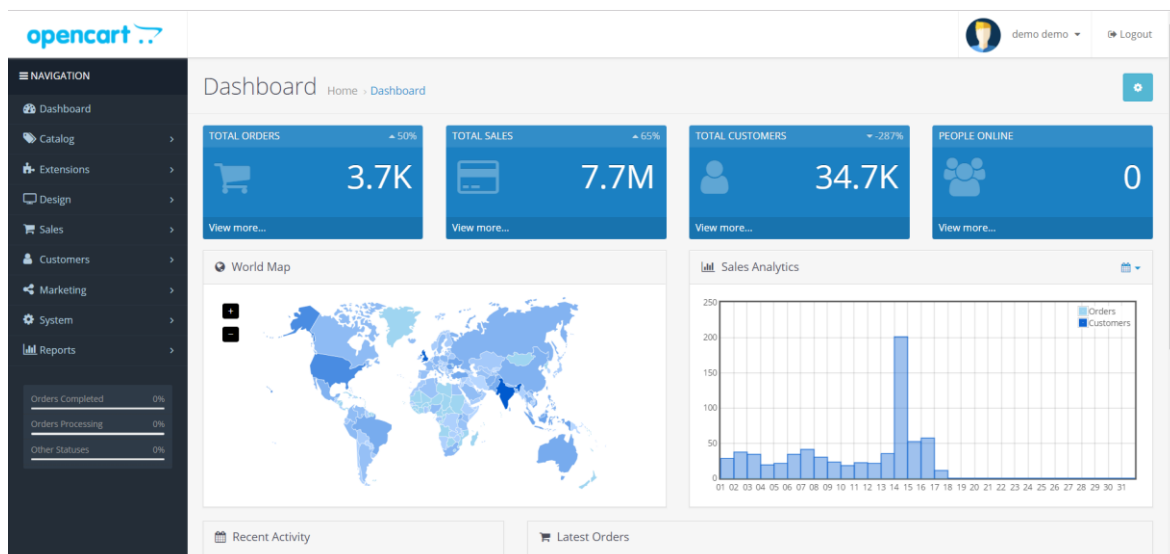 opencart
demo demo
Logout
NAVIGATION
Dashboard
Catalog
Extensions
Design
Sales
Customers
Marketing
System
Reports
Orders Completed 0%
Orders Processing 0%
Other Statuses 0%
Dashboard Home › Dashboard
TOTAL ORDERS 50%
3.7K
View more...
TOTAL SALES 65%
7.7M
View more...
TOTAL CUSTOMERS -287%
34.7K
View more...
PEOPLE ONLINE
0
View more...
World Map
+
-
Sales Analytics
Orders
Customers
250
200
150
100
50
0
01 02 03 04 05 06 07 08 09 10 11 12 13 14 15 16 17 18 19 20 21 22 23 24 25 26 27 28 29 30 31
Recent Activity
Latest Orders